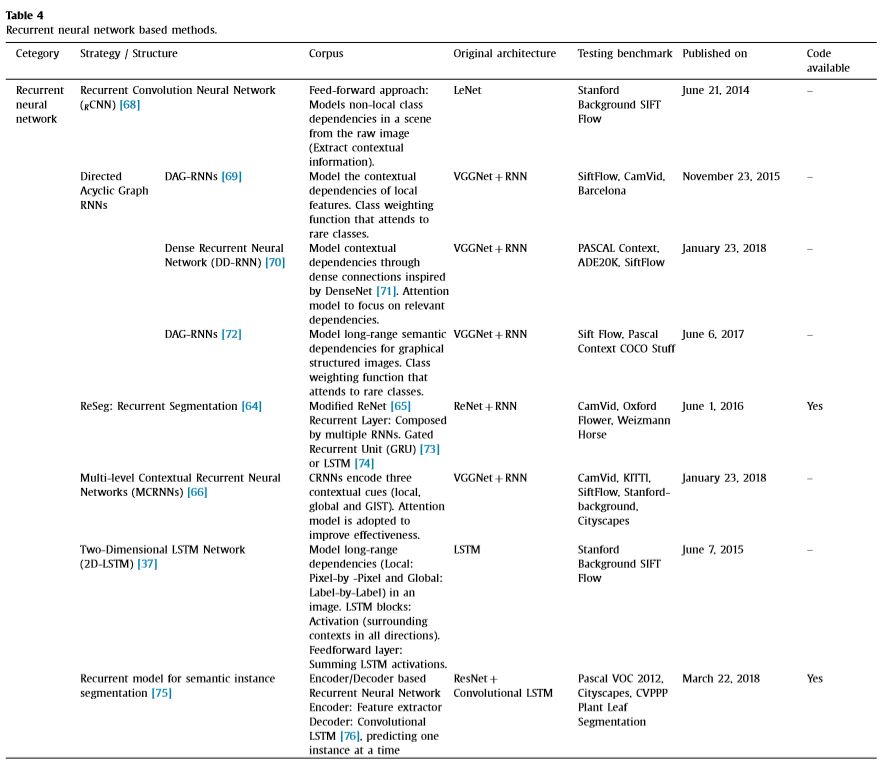 Table 4
Recurrent neural network based methods.
Cetegory Strategy / Structure Corpus Original architecture Testing benchmark Published on Code
available
Recurrent Recurrent Convolution Neural Network Feed-forward approach: LeNet Stanford June 21, 2014 –
neural (RCNN) [68] Models non-local class Background SIFT
network dependencies in a scene Flow
from the raw image
(Extract contextual
information).
Directed DAG-RNNs [69] Model the contextual VGGNet + RNN SiftFlow, CamVid, November 23, 2015 –
Acyclic Graph dependencies of local Barcelona
RNNs features. Class weighting
function that attends to
rare classes.
Dense Recurrent Neural Model contextual VGGNet + RNN PASCAL Context, January 23, 2018 –
Network (DD-RNN) [70] dependencies through ADE20K, SiftFlow
dense connections inspired
by DenseNet [71]. Attention
model to focus on relevant
dependencies.
DAG-RNNs [72] Model long-range semantic VGGNet + RNN Sift Flow, Pascal June 6, 2017 –
dependencies for graphical Context COCO Stuff
structured images. Class
weighting function that
attends to rare classes.
ReSeg: Recurrent Segmentation [64] Modified ReNet [65] ReNet + RNN CamVid, Oxford June 1, 2016 Yes
Recurrent Layer: Composed Flower, Weizmann
by multiple RNNs. Gated Horse
Recurrent Unit (GRU) [73]
or LSTM [74]
Multi-level Contextual Recurrent Neural CRNNs encode three VGGNet + RNN CamVid, KITTI, January 23, 2018 –
Networks (MCRNNs) [66] contextual cues (local, SiftFlow, Stanford-
global and GIST). Attention background,
model is adopted to Cityscapes
improve effectiveness.
Two-Dimensional LSTM Network Model long-range LSTM Stanford June 7, 2015 –
(2D-LSTM) [37] dependencies (Local: Background SIFT
Pixel-by -Pixel and Global: Flow
Label-by-Label) in an
image. LSTM blocks:
Activation (surrounding
contexts in all directions).
Feedforward layer:
Summing LSTM activations.
Recurrent model for semantic instance Encoder/Decoder based ResNet + Pascal VOC 2012, March 22, 2018 Yes
segmentation [75] Recurrent Neural Network Convolutional LSTM Cityscapes, CVPPP
Encoder: Feature extractor Plant Leaf
Decoder: Convolutional Segmentation
LSTM [76], predicting one
instance at a time